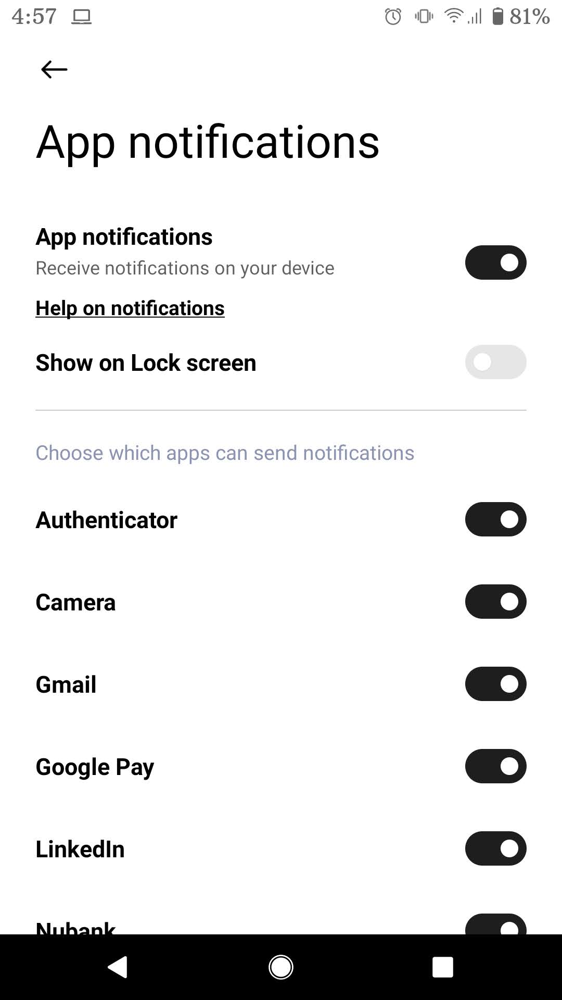 4:57 81%
App notifications
App notifications
Receive notifications on your device
Help on notifications
Show on Lock screen
Choose which apps can send notifications
Authenticator
Camera
Gmail
Google Pay
LinkedIn
Nubank